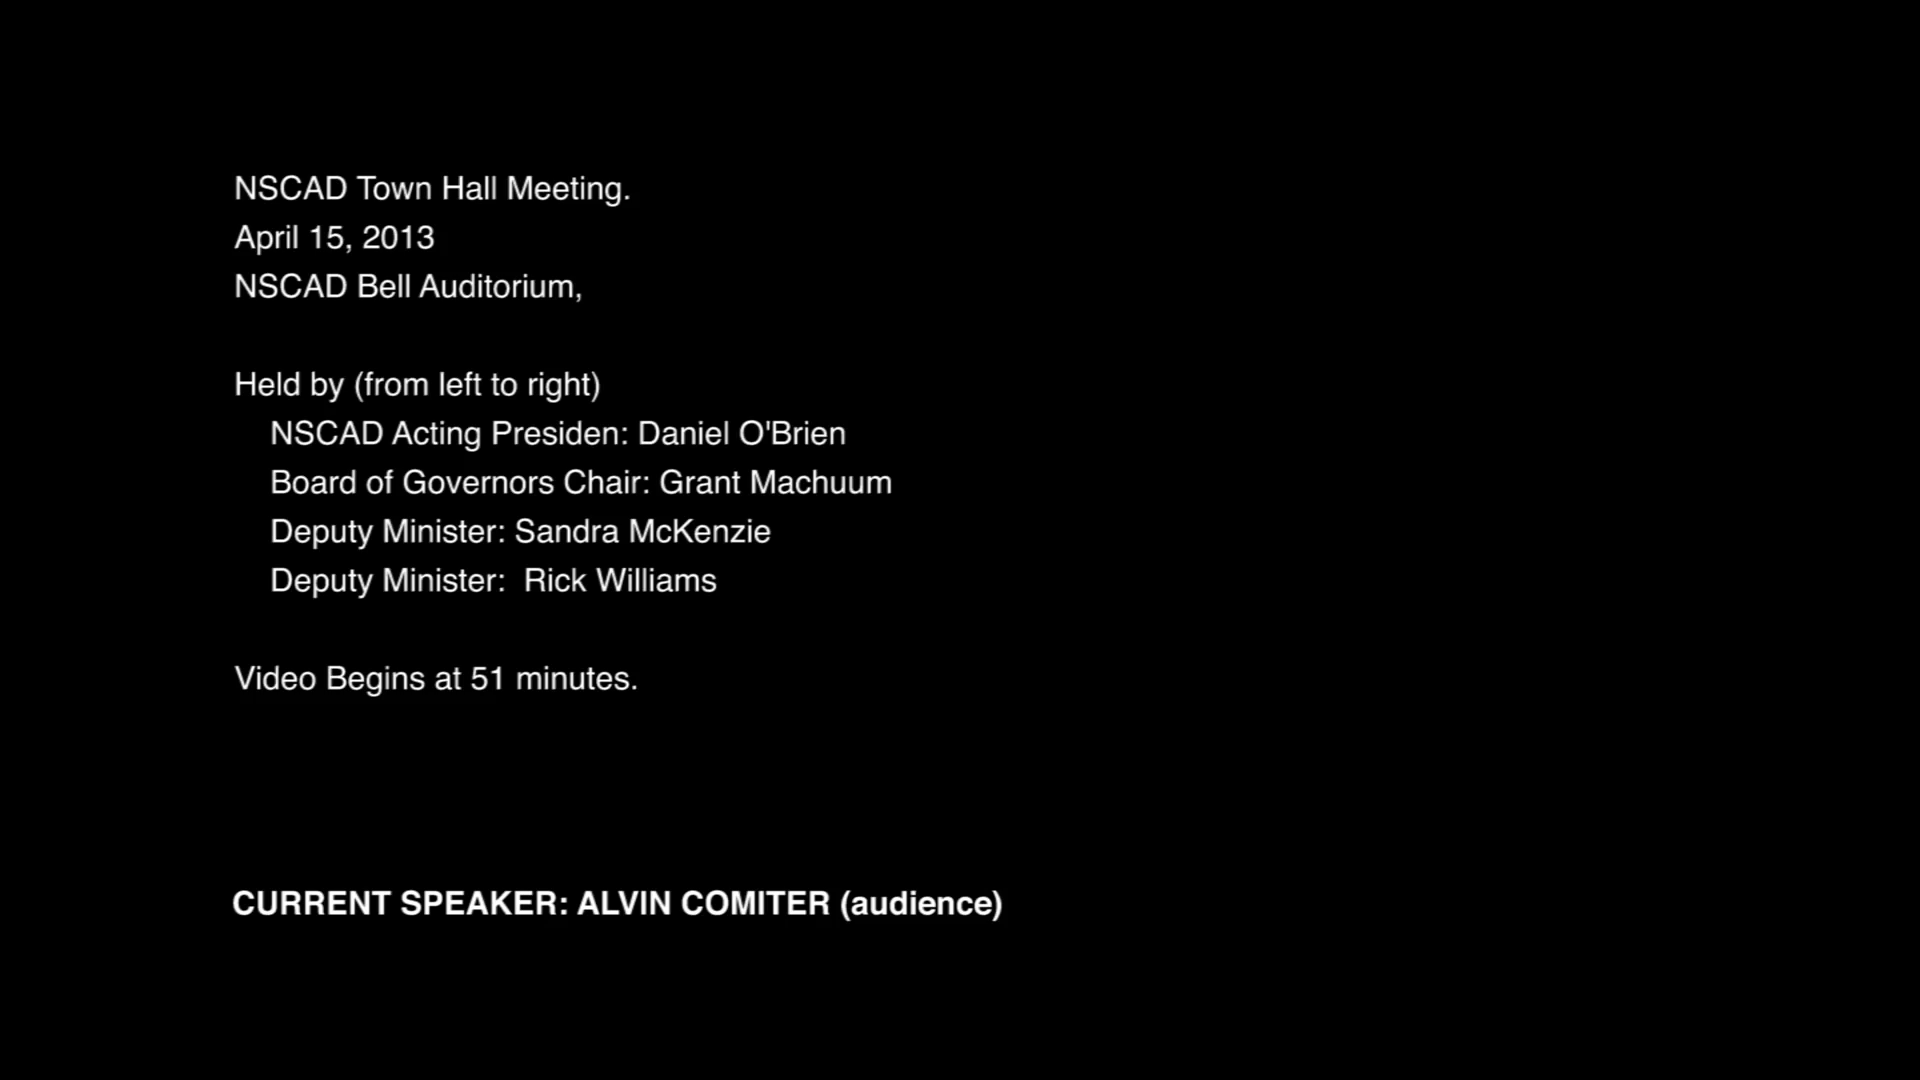 NSCAD Town Hall Meeting.
April 15, 2013
NSCAD Bell Auditorium,
Held by (from left to right)
NSCAD Acting Presiden: Daniel O'Brien
Board of Governors Chair: Grant Machuum
Deputy Minister: Sandra McKenzie
Deputy Minister:  Rick Williams
Video Begins at 51 minutes.
CURRENT SPEAKER: ALVIN COMITER (audience)